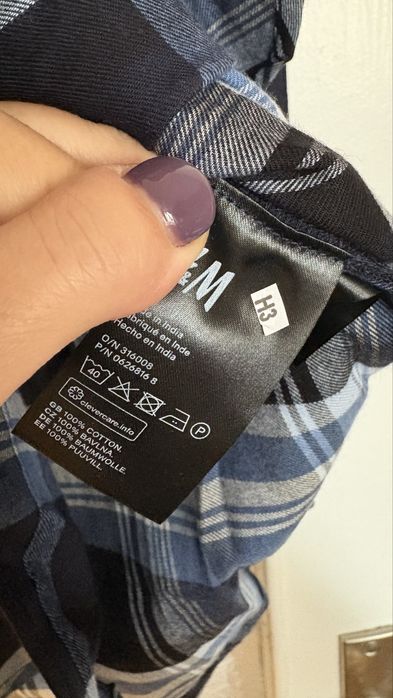 &M
H3
in India
Fabriqué en Inde
Hecho en India
O/N 316008
P/N 0626816 8
40
P
clevercare.info
GB 100% COTTON.
CZ 100% BAVLNA.
DE 100% BAUMWOLLE.
EE 100% PUUVILL.